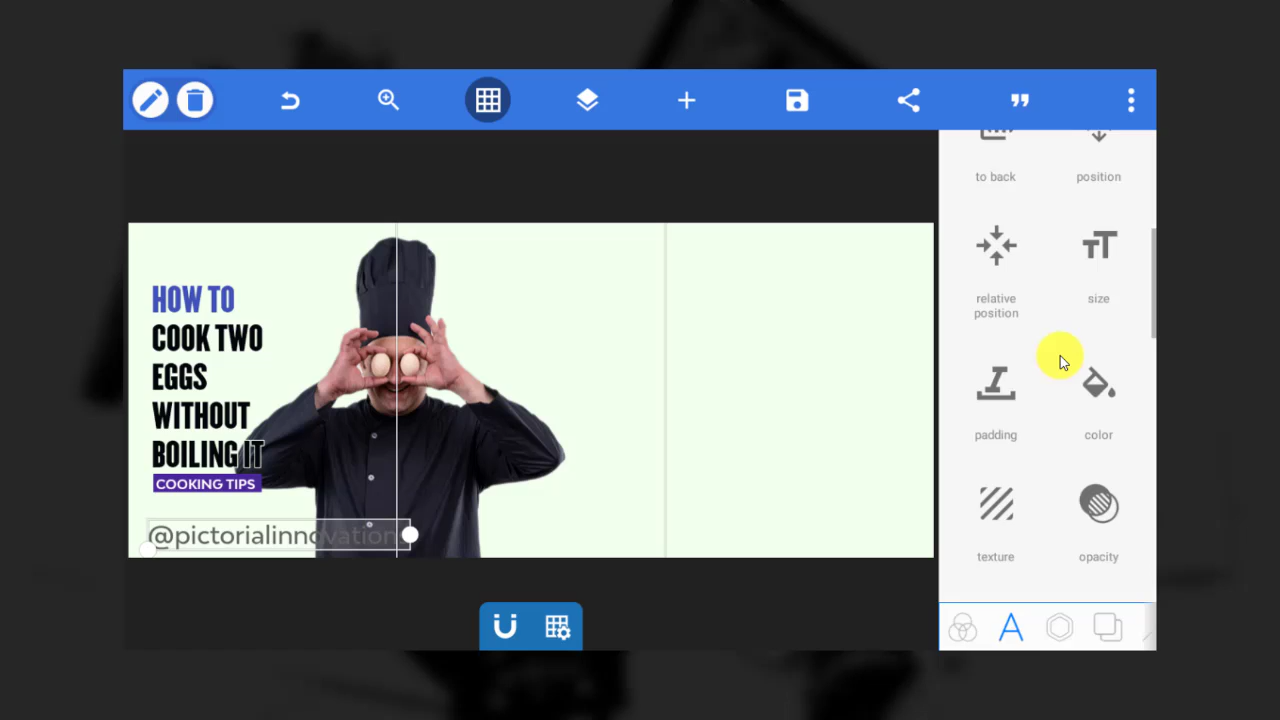 to back
position
relative
position
size
padding
color
texture
opacity
HOW TO
COOK TWO
EGGS
WITHOUT
BOILING IT
COOKING TIPS
@pictorialinnovation